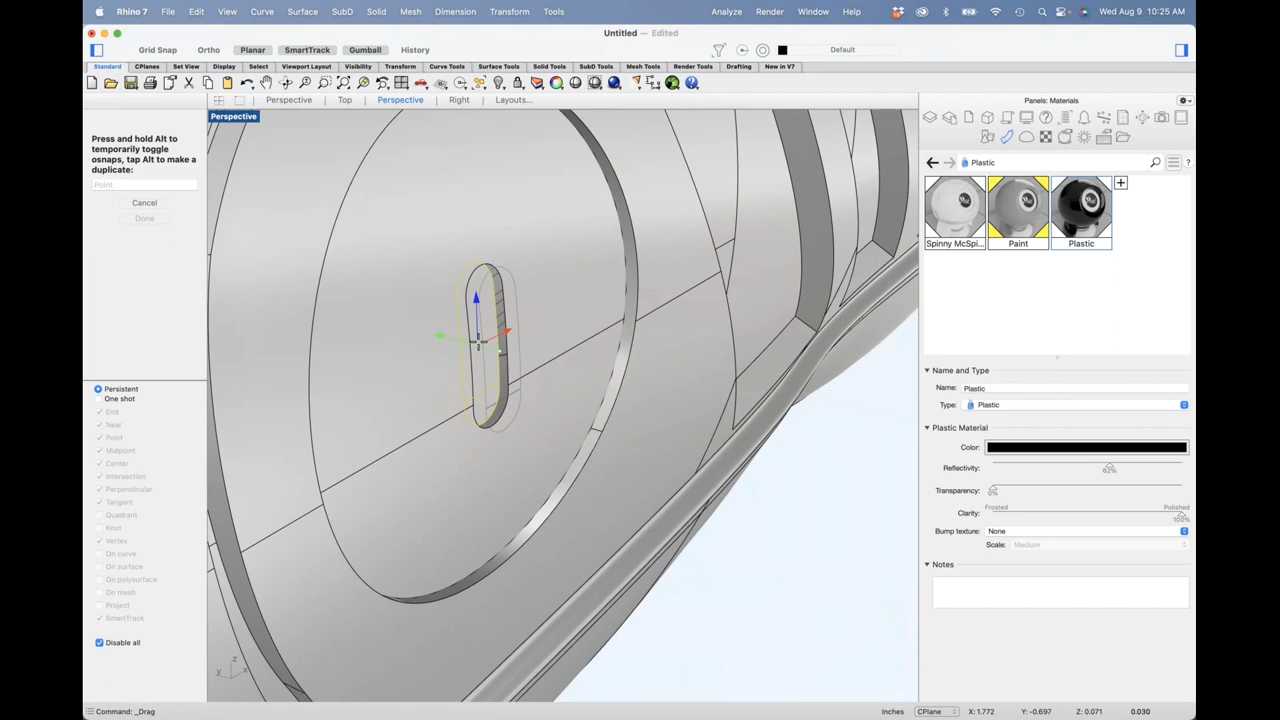 Rhino 7 File Edit View Curve Surface SubD Solid Mesh Dimension Transform Tools Analyze Render Window Help Wed Aug 9 10:25 AM
Untitled — Edited
Grid Snap Ortho Planar SmartTrack Gumball History Default
Standard CPlanes Set View Display Select Viewport Layout Visibility Transform Curve Tools Surface Tools Solid Tools SubD Tools Mesh Tools Render Tools Drafting New in V7
Perspective Top Perspective Right Layouts...
Panels: Materials
Perspective
Press and hold Alt to
temporarily toggle
osnaps, tap Alt to make a
duplicate:
Point
Cancel
Done
Persistent
One shot
End
Near
Point
Midpoint
Center
Intersection
Perpendicular
Tangent
Quadrant
Knot
Vertex
On curve
On surface
On polysurface
On mesh
Project
SmartTrack
Disable all
z
y x
Plastic
Spinny McSpi... Paint Plastic
Name and Type
Name: Plastic
Type: Plastic
Plastic Material
Color:
Reflectivity:
62%
Transparency:
0%
Frosted Polished
Clarity:
100%
Bump texture: None
Scale: Medium
Notes
Command: _Drag Inches CPlane X: 1.772 Y: -0.697 Z: 0.071 0.030